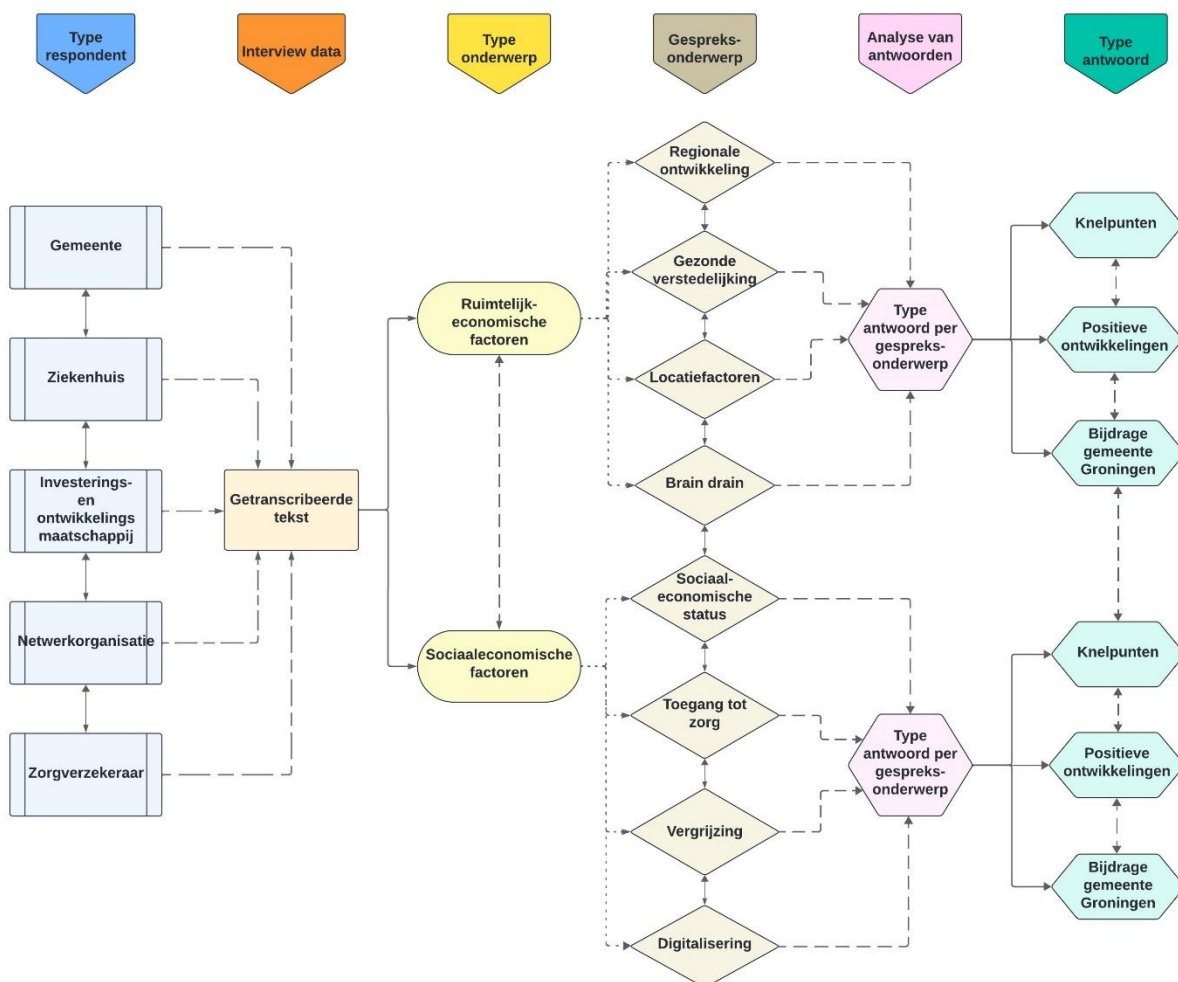 Type
respondent
Interview data
Type
onderwerp
Gespreks-
onderwerp
Analyse van
antwoorden
Type
antwoord
Gemeente
Ziekenhuis
Investerings-
en
ontwikkelings
maatschappij
Netwerkorganisatie
Zorgverzekeraar
Getranscribeerde
tekst
Ruimtelijk-
economische
factoren
Sociaaleconomische
factoren
Regionale
ontwikkeling
Gezonde
verstedelijking
Locatiefactoren
Brain drain
Sociaal-
economische
status
Toegang tot
zorg
Vergrijzing
Digitalisering
Type
antwoord per
gespreks-
onderwerp
Type
antwoord per
gespreks-
onderwerp
Knelpunten
Positieve
ontwikkelingen
Bijdrage
gemeente
Groningen
Knelpunten
Positieve
ontwikkelingen
Bijdrage
gemeente
Groningen